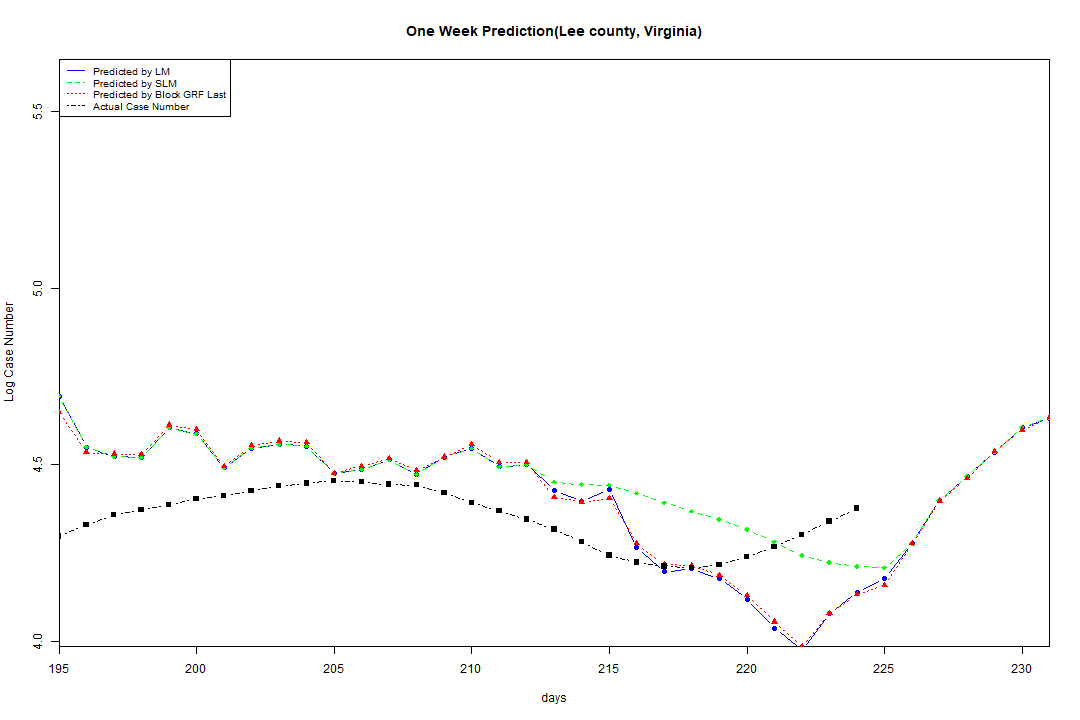 One Week Prediction(Lee county, Virginia)
Predicted by LM
Predicted by SLM
Predicted by Block GRF Last
Actual Case Number
5.5
5.0
4.5
4.0
Log Case Number
195 200 205 210 215 220 225 230
days